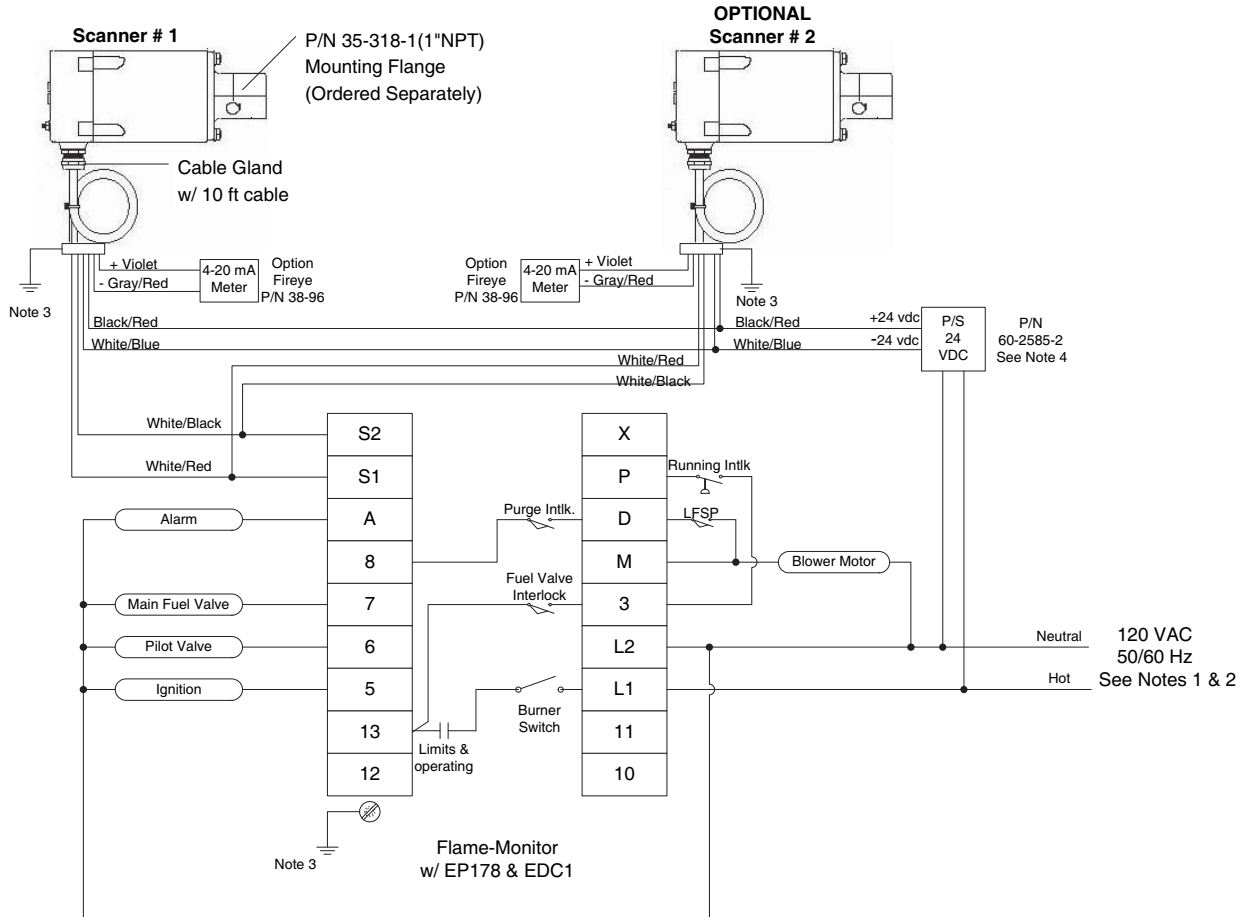 Scanner # 1
P/N 35-318-1(1"NPT)
Mounting Flange
(Ordered Separately)
OPTIONAL
Scanner # 2
Cable Gland
w/ 10 ft cable
Note 3
+ Violet
- Gray/Red
4-20 mA
Meter
Option
Fireye
P/N 38-96
Option
Fireye
P/N 38-96
4-20 mA
Meter
+ Violet
- Gray/Red
Note 3
Black/Red
White/Blue
Black/Red
White/Blue
+24 vdc
-24 vdc
P/S
24
VDC
P/N
60-2585-2
See Note 4
White/Red
White/Black
White/Black
White/Red
S2
S1
A
8
7
6
5
13
12
X
P
D
M
3
L2
L1
11
10
Running Intlk
Purge Intlk.
LFSP
Alarm
Blower Motor
Fuel Valve
Interlock
Main Fuel Valve
Pilot Valve
Ignition
Burner
Switch
Limits &
operating
Neutral
Hot
120 VAC
50/60 Hz
See Notes 1 & 2
Note 3
Flame-Monitor
w/ EP178 & EDC1